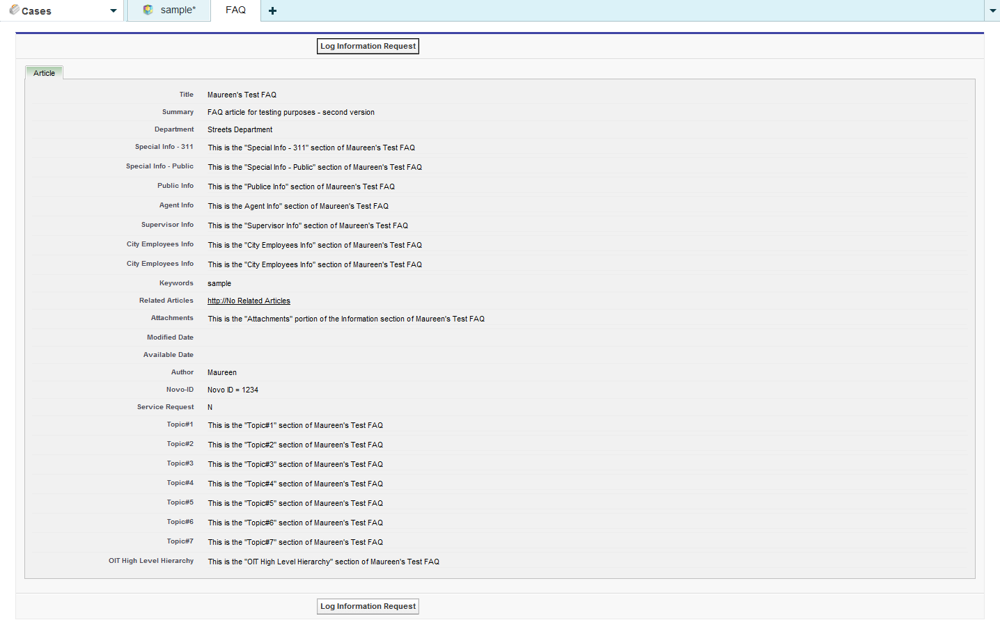 Cases
sample*
FAQ
Log Information Request
Article
Title Maureen's Test FAQ
Summary FAQ article for testing purposes - second version
Department Streets Department
Special Info - 311 This is the "Special Info - 311" section of Maureen's Test FAQ
Special Info - Public This is the "Special Info - Public" section of Maureen's Test FAQ
Public Info This is the "Publice Info" section of Maureen's Test FAQ
Agent Info This is the Agent Info" section of Maureen's Test FAQ
Supervisor Info This is the "Supervisor Info" section of Maureen's Test FAQ
City Employees Info This is the "City Employees Info" section of Maureen's Test FAQ
City Employees Info This is the "City Employees Info" section of Maureen's Test FAQ
Keywords sample
Related Articles http://No Related Articles
Attachments This is the "Attachments" portion of the Information section of Maureen's Test FAQ
Modified Date
Available Date
Author Maureen
Novo-ID Novo ID = 1234
Service Request N
Topic#1 This is the "Topic#1" section of Maureen's Test FAQ
Topic#2 This is the "Topic#2" section of Maureen's Test FAQ
Topic#3 This is the "Topic#3" section of Maureen's Test FAQ
Topic#4 This is the "Topic#4" section of Maureen's Test FAQ
Topic#5 This is the "Topic#5" section of Maureen's Test FAQ
Topic#6 This is the "Topic#6" section of Maureen's Test FAQ
Topic#7 This is the "Topic#7" section of Maureen's Test FAQ
OIT High Level Hierarchy This is the "OIT High Level Hierarchy" section of Maureen's Test FAQ
Log Information Request